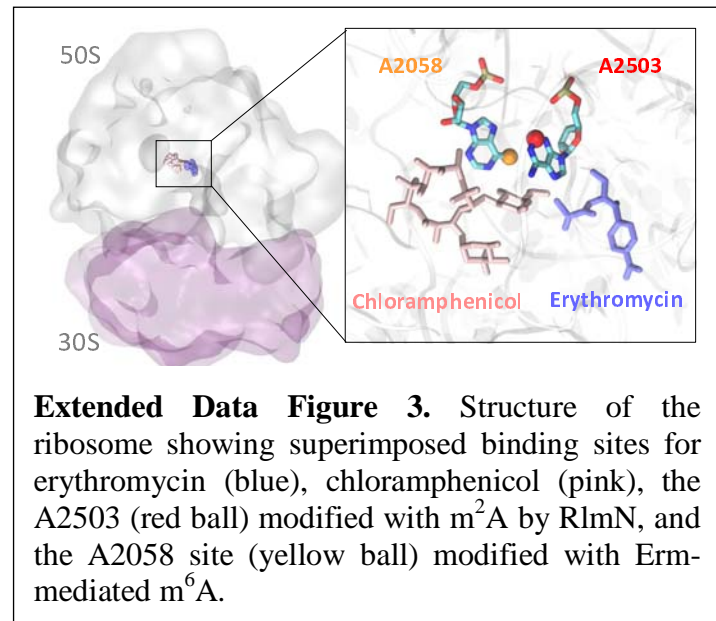 50S
A2058
A2503
Chloramphenicol
Erythromycin
30S
Extended Data Figure 3. Structure of the
ribosome showing superimposed binding sites for
erythromycin (blue), chloramphenicol (pink), the
A2503 (red ball) modified with m²A by RlmN, and
the A2058 site (yellow ball) modified with Erm-
mediated m⁶A.